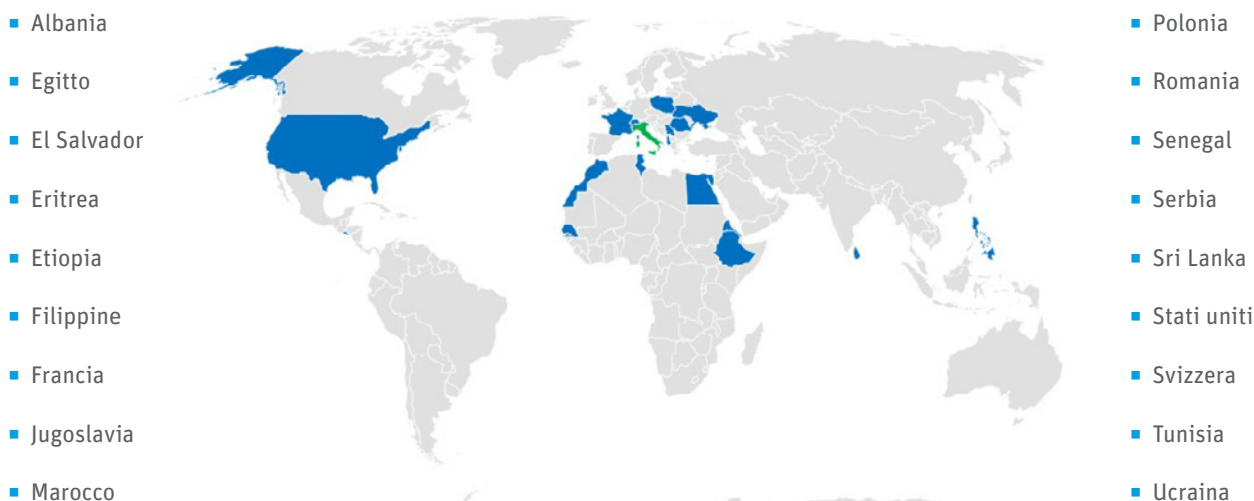 Albania
Egitto
El Salvador
Eritrea
Etiopia
Filippine
Francia
Jugoslavia
Marocco
Polonia
Romania
Senegal
Serbia
Sri Lanka
Stati uniti
Svizzera
Tunisia
Ucraina